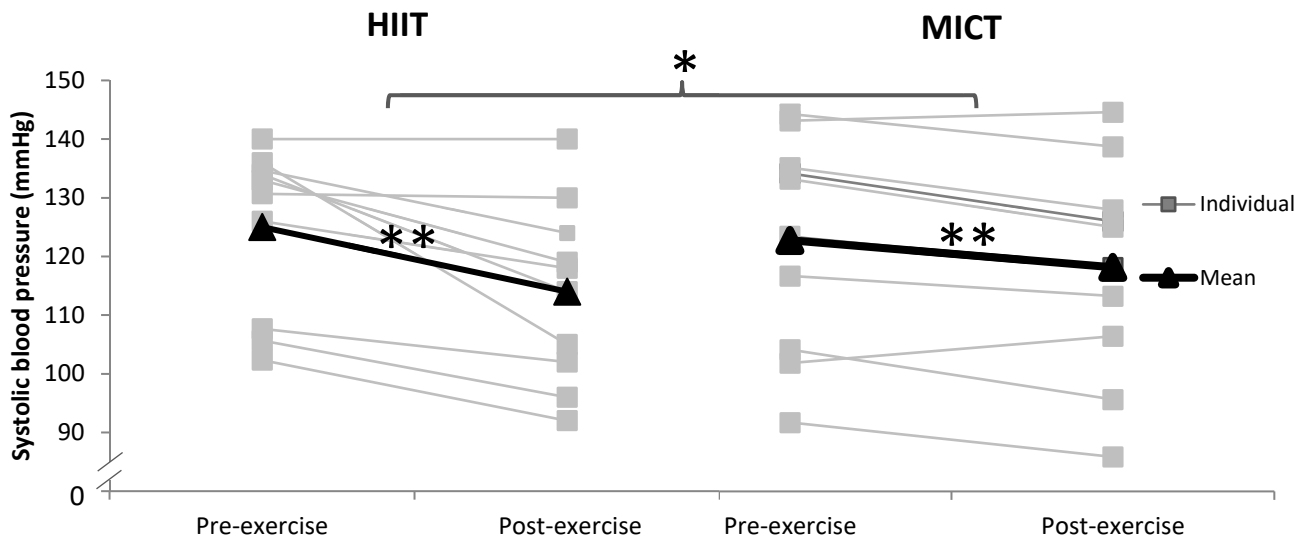 HIIT
MICT
*
Systolic blood pressure (mmHg)
150
140
130
120
110
100
90
0
**
**
Individual
Mean
Pre-exercise
Post-exercise
Pre-exercise
Post-exercise